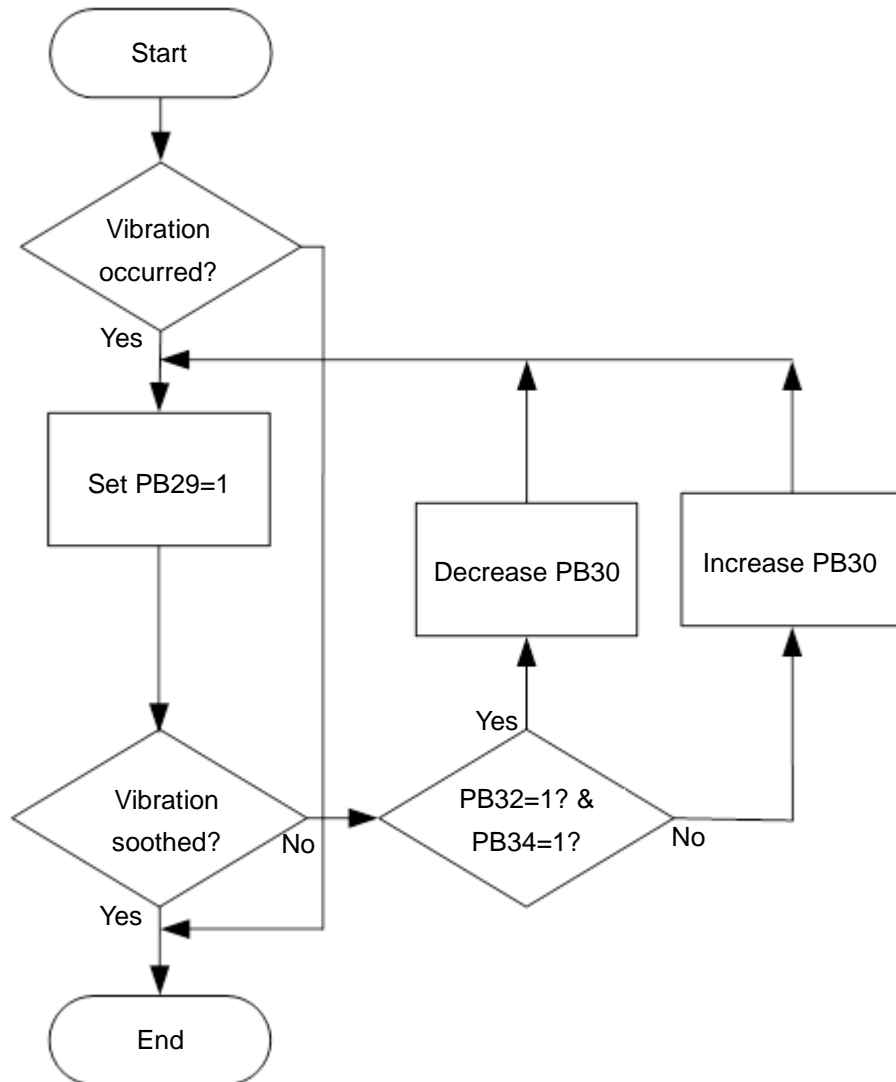 Start
Vibration
occurred?
Yes
Set PB29=1
Decrease PB30
Increase PB30
Yes
Vibration
soothed?
No
PB32=1? &
PB34=1?
No
Yes
End